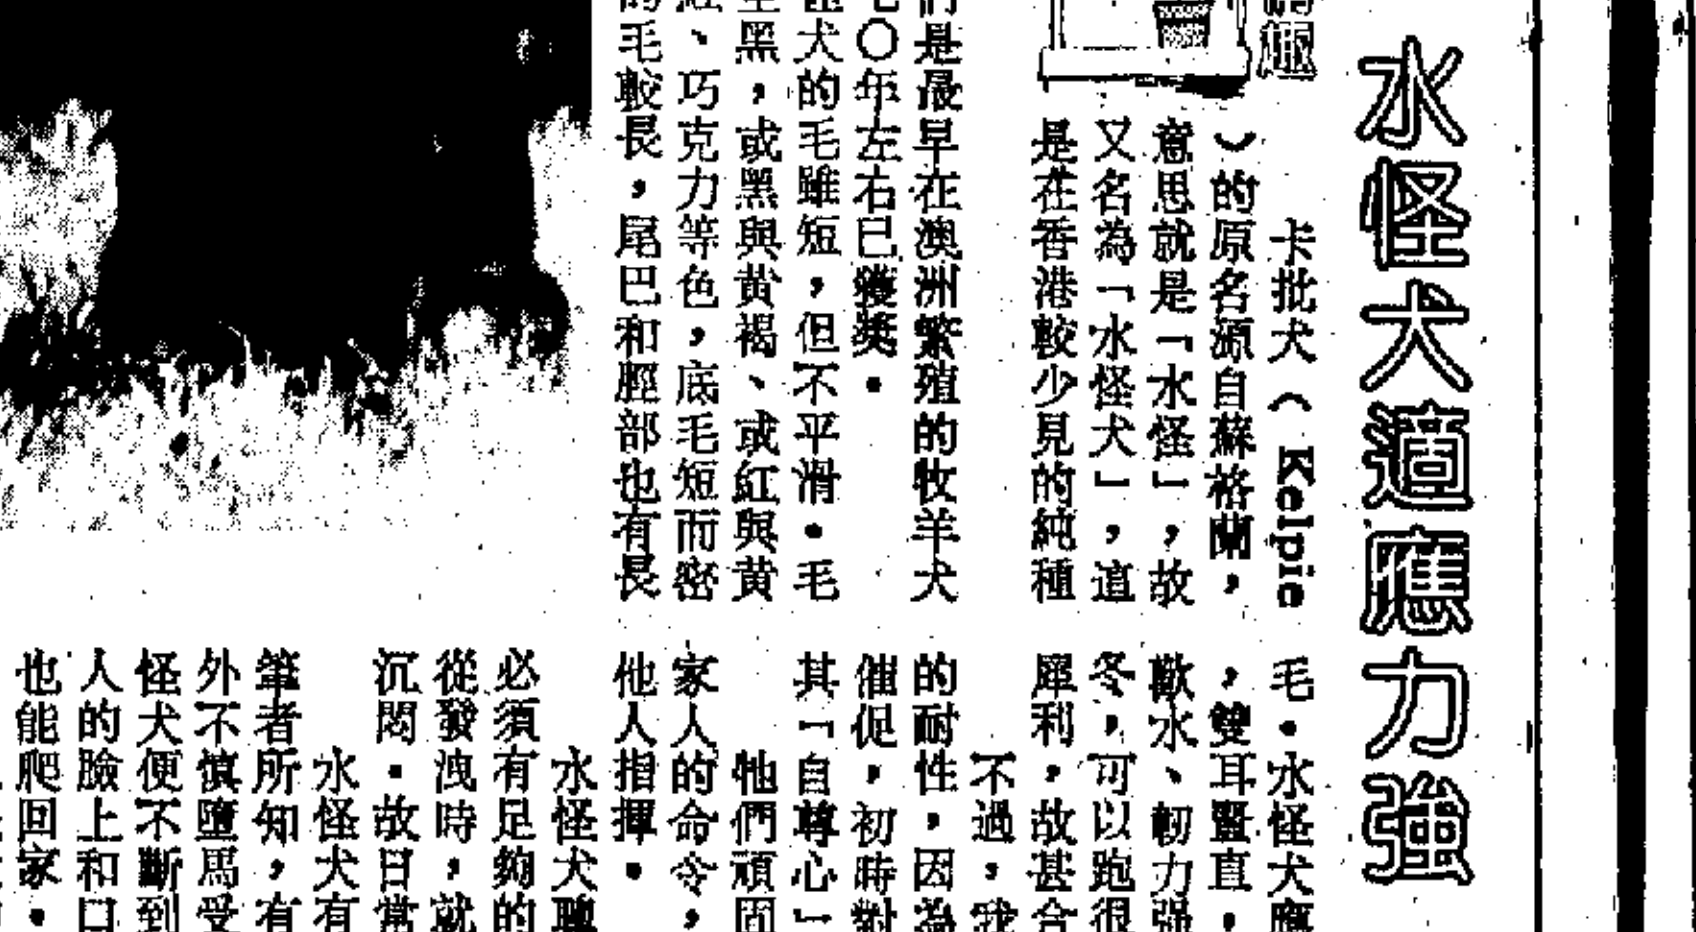 水怪犬適應力強
趣
卡批犬（Kelpie
）的原名源自蘇格蘭，
意思就是「水怪」，故
又名為「水怪犬」，這
是在香港較少見的純種
們是最早在澳洲繁殖的牧羊犬
七〇年左右已獲獎。
怪犬的毛雖短，但不平滑。毛
黑，或黑與黃褐、或紅與黃
紅、巧克力等色，底毛短而密
的毛較長，尾巴和脛部也有長
毛。水怪犬應
，雙耳豎直，
歡水、韌力强
冬，可以跑很
犀利，故甚合
不過，我
的耐性，因為
催促，初時對
其「自尊心」
牠們頑固
家人的命令，
他人指揮。
水怪犬聰
必須有足夠的
從發洩時，就
沉悶。故日常
水怪犬有
筆者所知，有
外不慎墮馬受
怪犬便不斷到
人的臉上和口
也能爬回家。